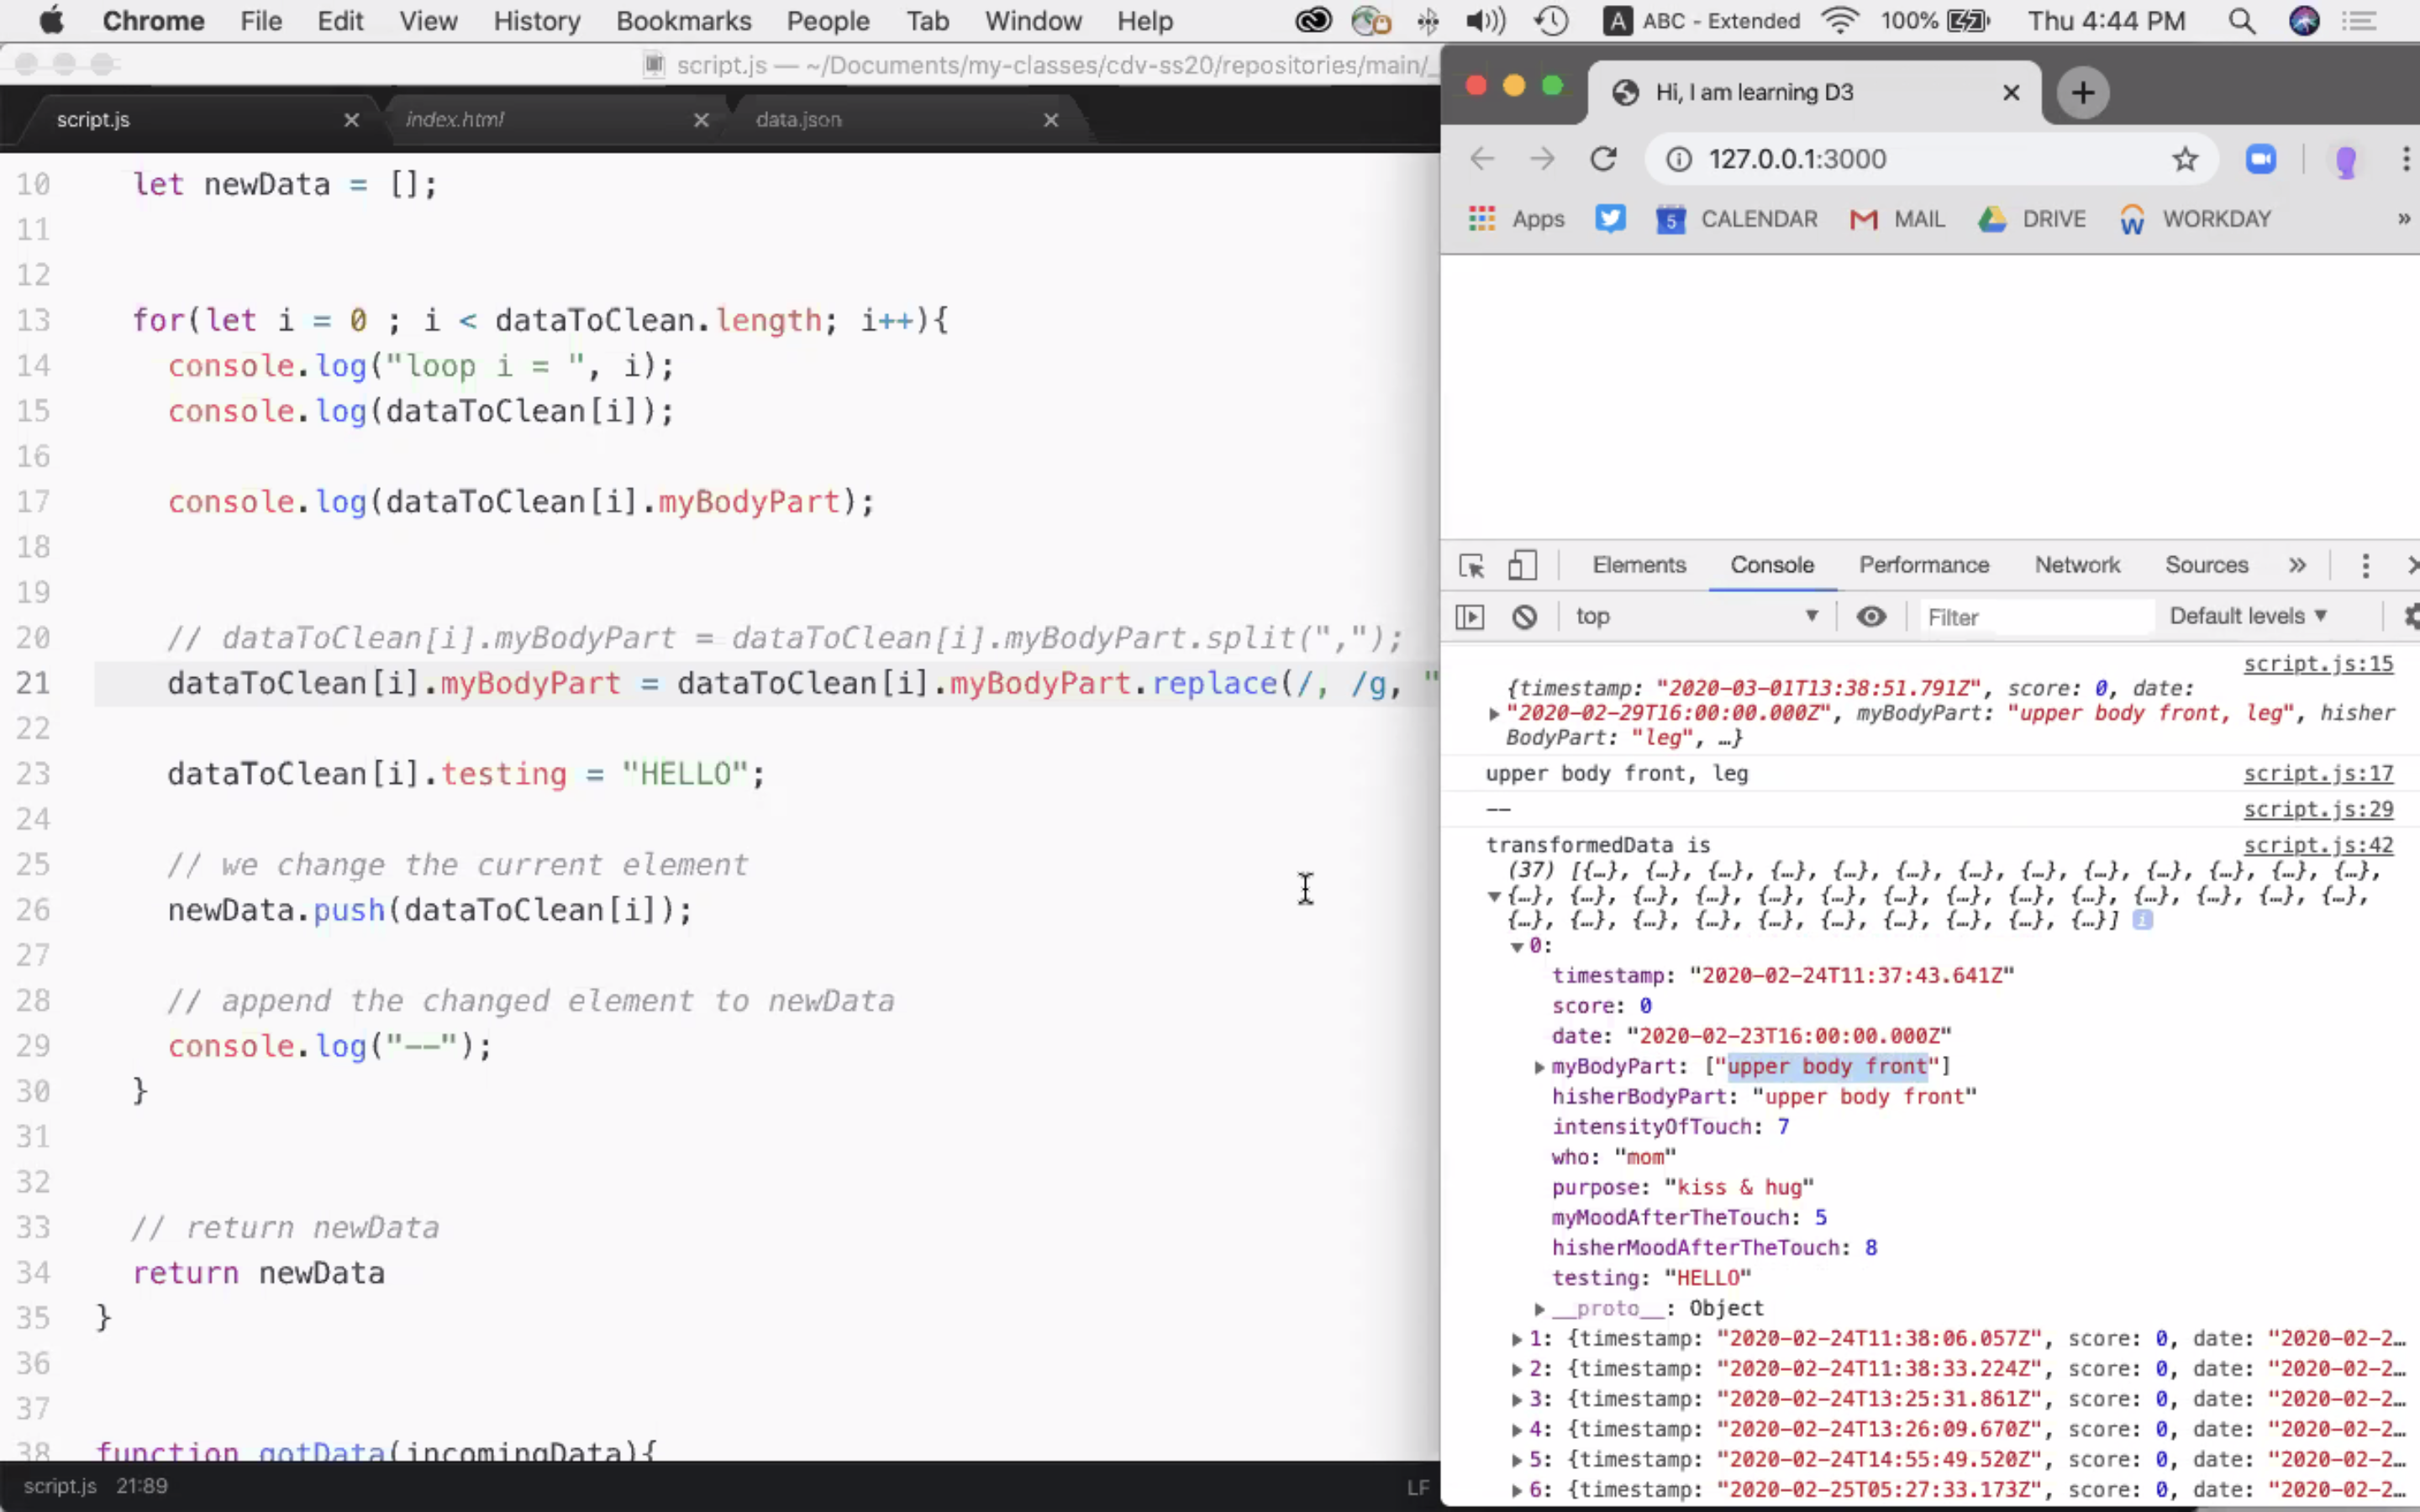 Chrome File Edit View History Bookmarks People Tab Window Help A ABC - Extended 100% Thu 4:44 PM
script.js — ~/Documents/my-classes/cdv-ss20/repositories/main/_
script.js
index.html
data.json
10 let newData = [];
11
12
13 for(let i = 0 ; i < dataToClean.length; i++){
14 console.log("loop i = ", i);
15 console.log(dataToClean[i]);
16
17 console.log(dataToClean[i].myBodyPart);
18
19
20 // dataToClean[i].myBodyPart = dataToClean[i].myBodyPart.split(",");
21 dataToClean[i].myBodyPart = dataToClean[i].myBodyPart.replace(/, /g, "
22
23 dataToClean[i].testing = "HELLO";
24
25 // we change the current element
26 newData.push(dataToClean[i]);
27
28 // append the changed element to newData
29 console.log("––");
30 }
31
32
33 // return newData
34 return newData
35 }
36
37
38 function gotData(incomingData){
script.js 21:89
LF
Hi, I am learning D3
127.0.0.1:3000
Apps 5 CALENDAR MAIL DRIVE WORKDAY »
Elements Console Performance Network Sources »
top Filter Default levels
script.js:15
{timestamp: "2020-03-01T13:38:51.791Z", score: 0, date:
"2020-02-29T16:00:00.000Z", myBodyPart: "upper body front, leg", hisher
BodyPart: "leg", …}
upper body front, leg script.js:17
–– script.js:29
transformedData is script.js:42
(37) [{…}, {…}, {…}, {…}, {…}, {…}, {…}, {…}, {…}, {…}, {…}, {…}, {…},
{…}, {…}, {…}, {…}, {…}, {…}, {…}, {…}, {…}, {…}, {…}, {…}, {…}, {…},
{…}, {…}, {…}, {…}, {…}, {…}, {…}, {…}, {…}, {…}] i
0:
timestamp: "2020-02-24T11:37:43.641Z"
score: 0
date: "2020-02-23T16:00:00.000Z"
myBodyPart: ["upper body front"]
hisherBodyPart: "upper body front"
intensityOfTouch: 7
who: "mom"
purpose: "kiss & hug"
myMoodAfterTheTouch: 5
hisherMoodAfterTheTouch: 8
testing: "HELLO"
__proto__: Object
1: {timestamp: "2020-02-24T11:38:06.057Z", score: 0, date: "2020-02-2…
2: {timestamp: "2020-02-24T11:38:33.224Z", score: 0, date: "2020-02-2…
3: {timestamp: "2020-02-24T13:25:31.861Z", score: 0, date: "2020-02-2…
4: {timestamp: "2020-02-24T13:26:09.670Z", score: 0, date: "2020-02-2…
5: {timestamp: "2020-02-24T14:55:49.520Z", score: 0, date: "2020-02-2…
6: {timestamp: "2020-02-25T05:27:33.173Z", score: 0, date: "2020-02-2…